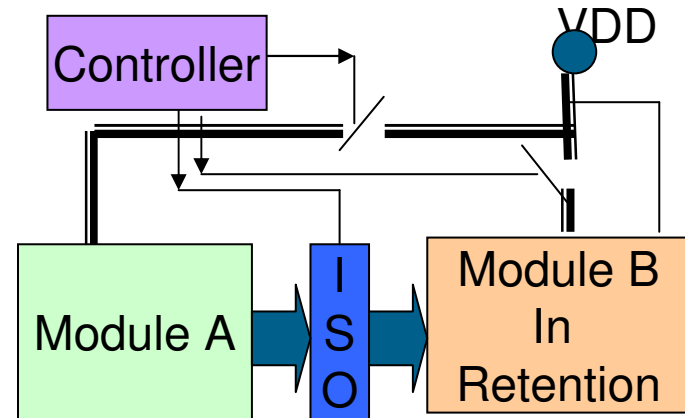 VDD
Controller
Module A
I
S
O
Module B
In
Retention